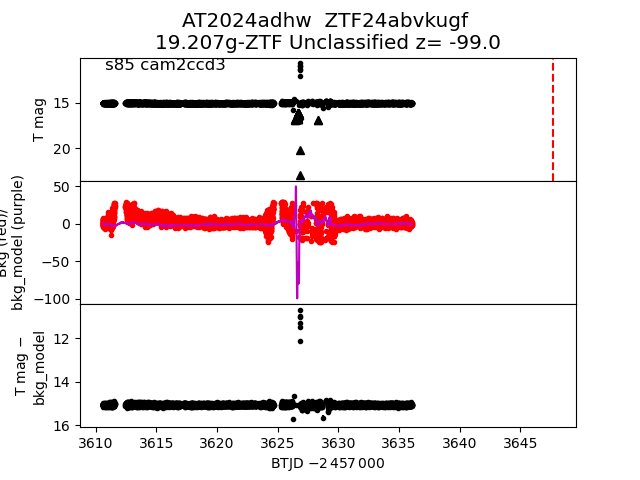 AT2024adhw ZTF24abvkugf
19.207g-ZTF Unclassified z= -99.0
s85 cam2ccd3
T mag
15
20
Bkg (red)/
bkg_model (purple)
50
0
−50
−100
T mag −
bkg_model
12
14
16
3610 3615 3620 3625 3630 3635 3640 3645
BTJD −2 457 000